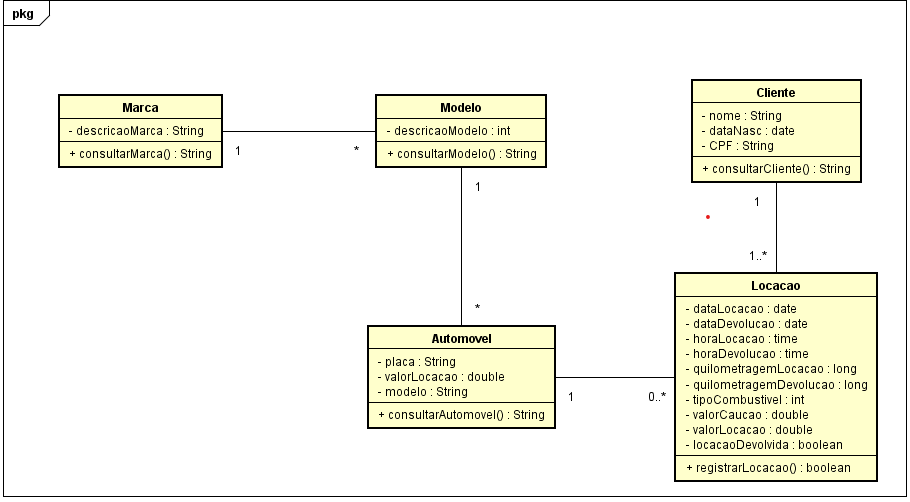 pkg
Marca
- descricaoMarca : String
+ consultarMarca() : String
1
*
Modelo
- descricaoModelo : int
+ consultarModelo() : String
1
*
Cliente
- nome : String
- dataNasc : date
- CPF : String
+ consultarCliente() : String
1
1..*
Automovel
- placa : String
- valorLocacao : double
- modelo : String
+ consultarAutomovel() : String
1
0..*
Locacao
- dataLocacao : date
- dataDevolucao : date
- horaLocacao : time
- horaDevolucao : time
- quilometragemLocacao : long
- quilometragemDevolucao : long
- tipoCombustivel : int
- valorCaucao : double
- valorLocacao : double
- locacaoDevolvida : boolean
+ registrarLocacao() : boolean